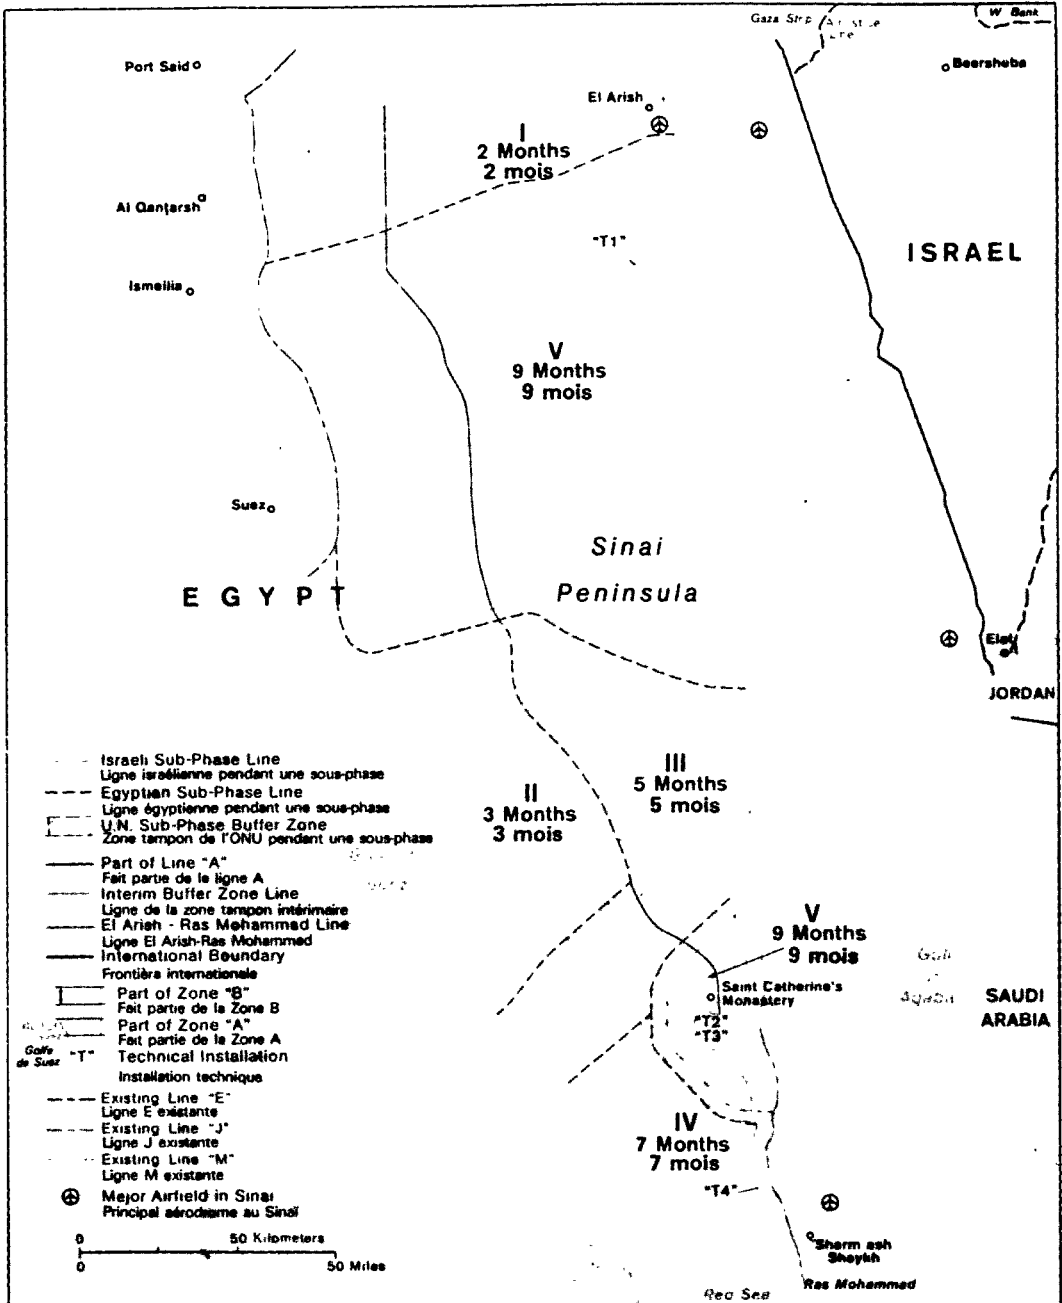 Gaza Strip
W Bank
Port Said
Beersheba
El Arish
I
2 Months
2 mois
Al Qantarsh
"T1"
ISRAEL
Ismeilia
V
9 Months
9 mois
Suez
Sinai
Peninsula
EGYPT
Elat
JORDAN
Israeli Sub-Phase Line
Ligne israélienne pendant une sous-phase
Egyptian Sub-Phase Line
Ligne égyptienne pendant une sous-phase
U.N. Sub-Phase Buffer Zone
Zone tampon de l'ONU pendant une sous-phase
Part of Line "A"
Fait partie de la ligne A
Interim Buffer Zone Line
Ligne de la zone tampon intérimaire
El Arish - Ras Mohammed Line
Ligne El Arish-Ras Mohammed
International Boundary
Frontière internationale
Part of Zone "B"
Fait partie de la Zone B
Part of Zone "A"
Fait partie de la Zone A
Golfe
de Suez
"T" Technical Installation
Installation technique
Existing Line "E"
Ligne E existante
Existing Line "J"
Ligne J existante
Existing Line "M"
Ligne M existante
Major Airfield in Sinai
Principal aérodrome au Sinaï
0 50 Kilometers
0 50 Miles
III
5 Months
5 mois
II
3 Months
3 mois
V
9 Months
9 mois
Saint Catherine's
Monastery
"T2"
"T3"
Gulf
Aqaba
SAUDI
ARABIA
IV
7 Months
7 mois
"T4"
Sharm ash
Shaykh
Ras Mohammed
Red Sea